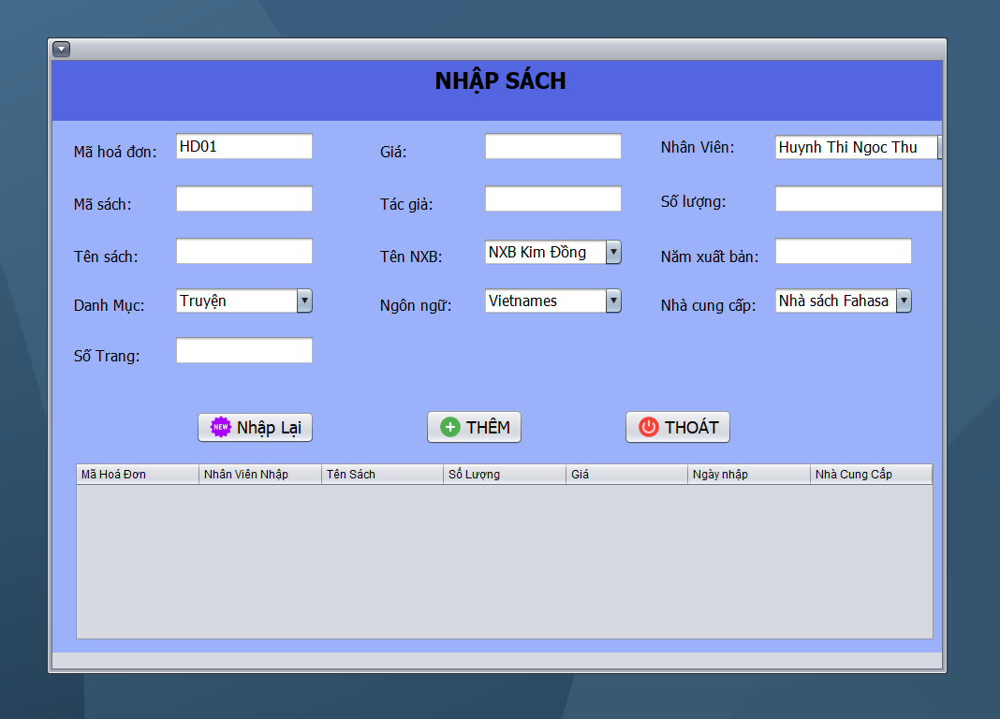 NHẬP SÁCH
Mã hoá đơn: HD01 Giá: Nhân Viên: Huynh Thi Ngoc Thu
Mã sách: Tác giả: Số lượng:
Tên sách: Tên NXB: NXB Kim Đồng Năm xuất bản:
Danh Mục: Truyện Ngôn ngữ: Vietnames Nhà cung cấp: Nhà sách Fahasa
Số Trang:
NEW Nhập Lại THÊM THOÁT
Mã Hoá Đơn Nhân Viên Nhập Tên Sách Số Lượng Giá Ngày nhập Nhà Cung Cấp